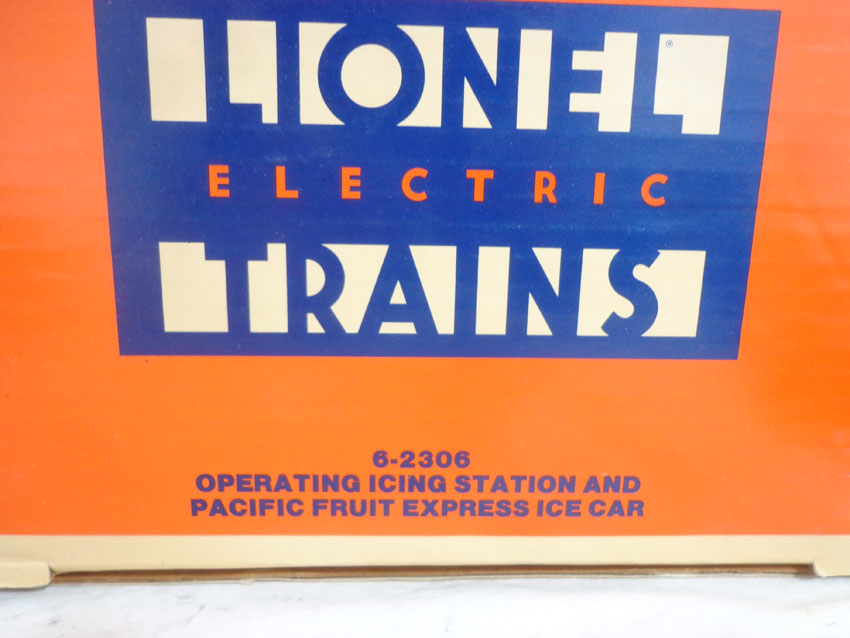 LIONEL®
ELECTRIC
TRAINS
6-2306
OPERATING ICING STATION AND
PACIFIC FRUIT EXPRESS ICE CAR